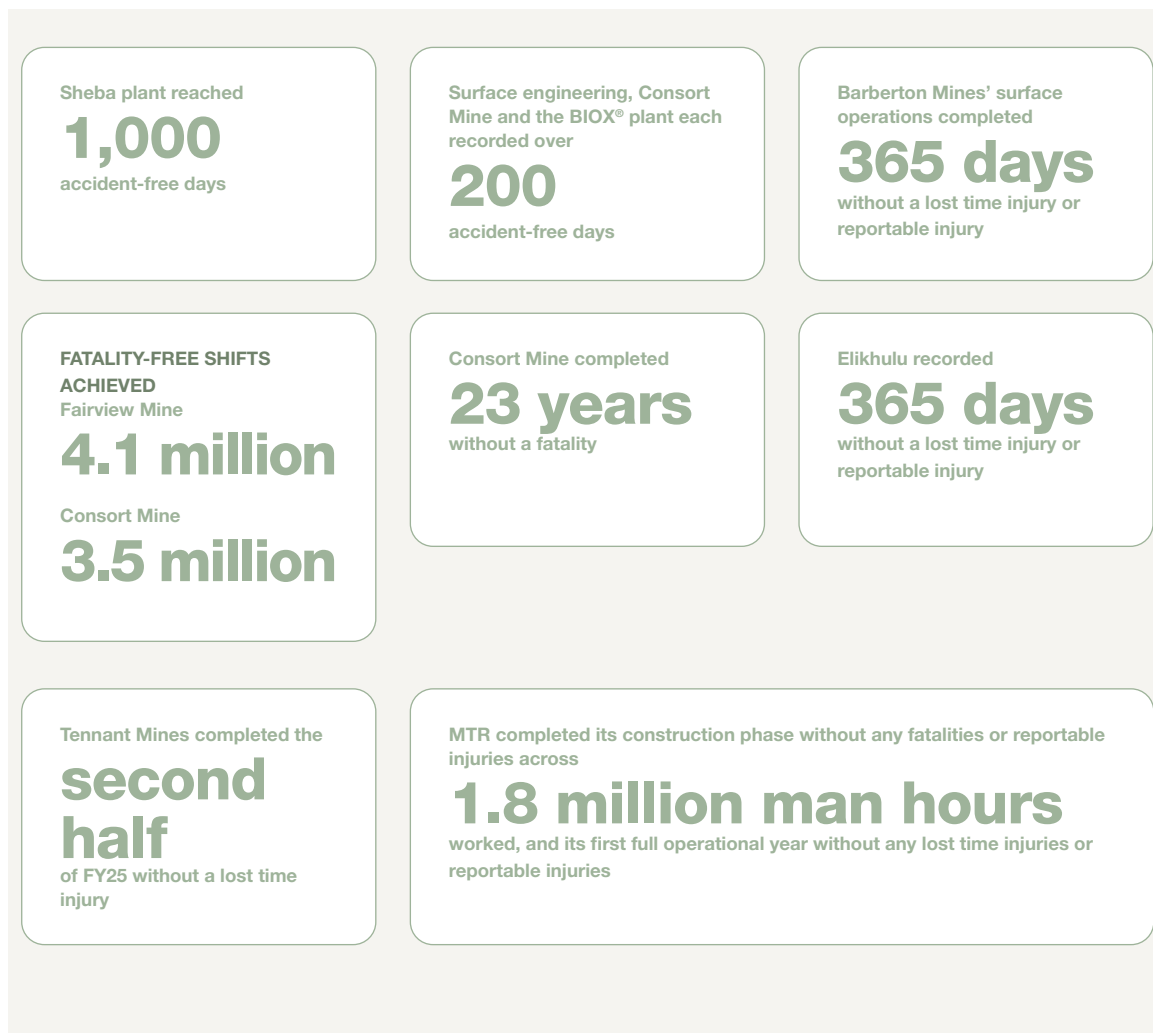 Sheba plant reached
1,000
accident-free days
Surface engineering, Consort
Mine and the BIOX® plant each
recorded over
200
accident-free days
Barberton Mines’ surface
operations completed
365 days
without a lost time injury or
reportable injury
FATALITY-FREE SHIFTS
ACHIEVED
Fairview Mine
4.1 million
Consort Mine
3.5 million
Consort Mine completed
23 years
without a fatality
Elikhulu recorded
365 days
without a lost time injury or
reportable injury
Tennant Mines completed the
second
half
of FY25 without a lost time
injury
MTR completed its construction phase without any fatalities or reportable
injuries across
1.8 million man hours
worked, and its first full operational year without any lost time injuries or
reportable injuries